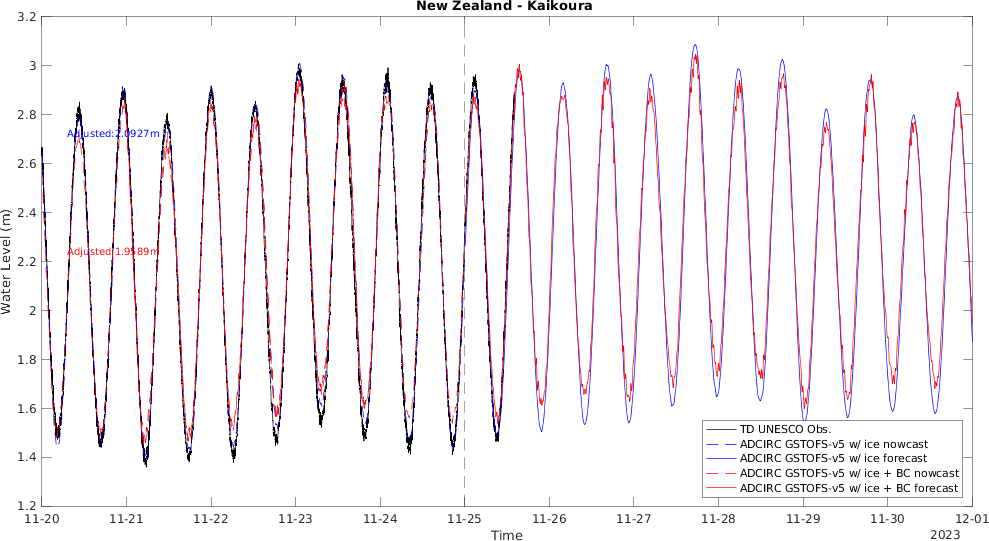 New Zealand - Kaikoura
3.2
3
2.8
2.6
2.4
2.2
2
1.8
1.6
1.4
1.2
Water Level (m)
Adjusted:2.0927m
Adjusted:1.9589m
TD UNESCO Obs.
ADCIRC GSTOFS-v5 w/ ice nowcast
ADCIRC GSTOFS-v5 w/ ice forecast
ADCIRC GSTOFS-v5 w/ ice + BC nowcast
ADCIRC GSTOFS-v5 w/ ice + BC forecast
11-20 11-21 11-22 11-23 11-24 11-25 11-26 11-27 11-28 11-29 11-30 12-01
Time
2023